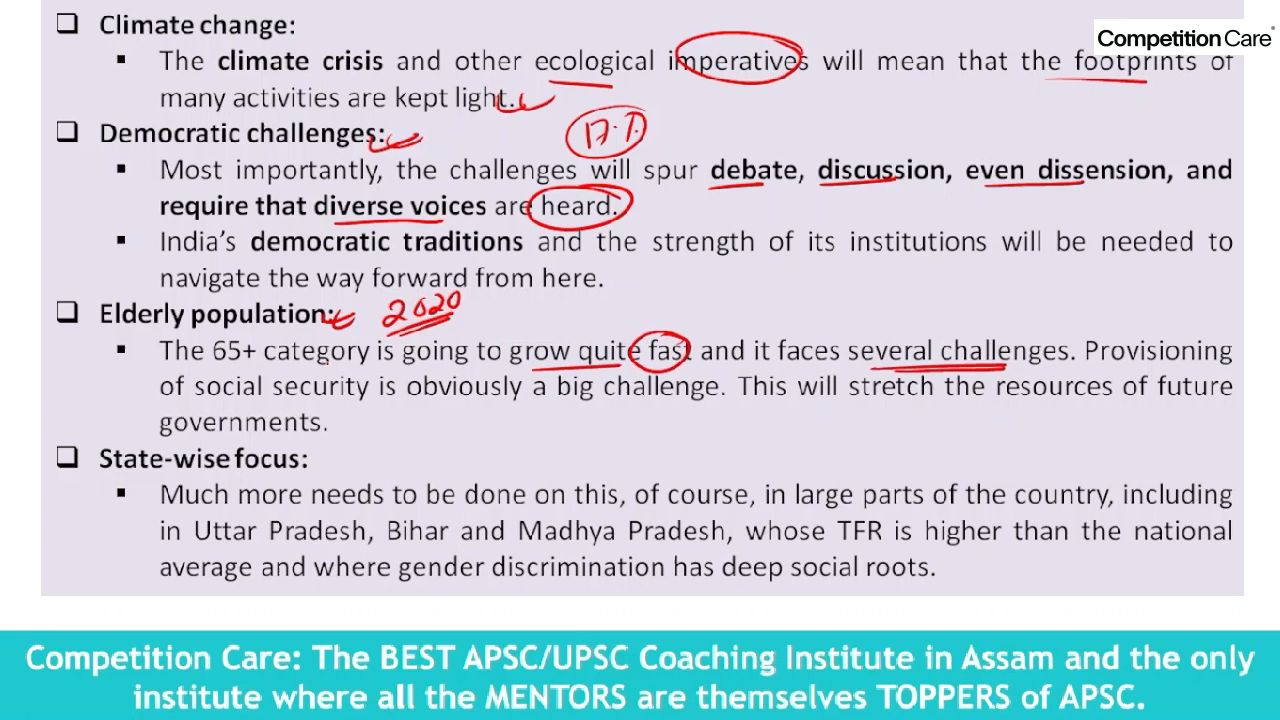 Climate change:
Competition Care
The climate crisis and other ecological imperatives will mean that the footprints of
many activities are kept light.
Democratic challenges:
17.1.
Most importantly, the challenges will spur debate, discussion, even dissension, and
require that diverse voices are heard.
India's democratic traditions and the strength of its institutions will be needed to
navigate the way forward from here.
Elderly population:
2020
The 65+ category is going to grow quite fast and it faces several challenges. Provisioning
of social security is obviously a big challenge. This will stretch the resources of future
governments.
State-wise focus:
Much more needs to be done on this, of course, in large parts of the country, including
in Uttar Pradesh, Bihar and Madhya Pradesh, whose TFR is higher than the national
average and where gender discrimination has deep social roots.
Competition Care: The BEST APSC/UPSC Coaching Institute in Assam and the only
institute where all the MENTORS are themselves TOPPERS of APSC.